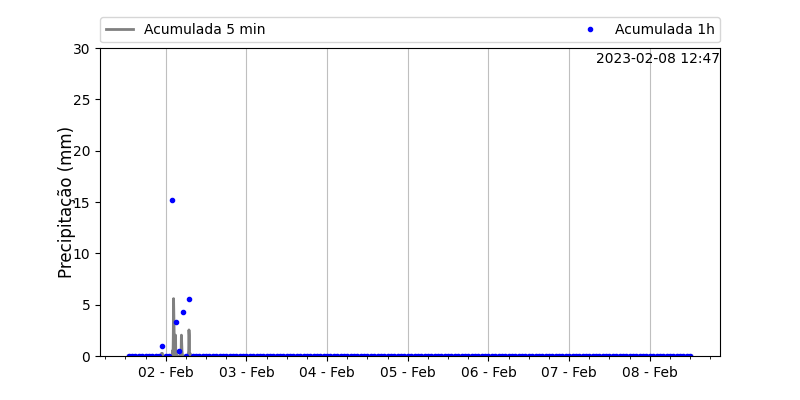 Acumulada 5 min
Acumulada 1h
2023-02-08 12:47
Precipitação (mm)
30
25
20
15
10
5
0
02 - Feb
03 - Feb
04 - Feb
05 - Feb
06 - Feb
07 - Feb
08 - Feb